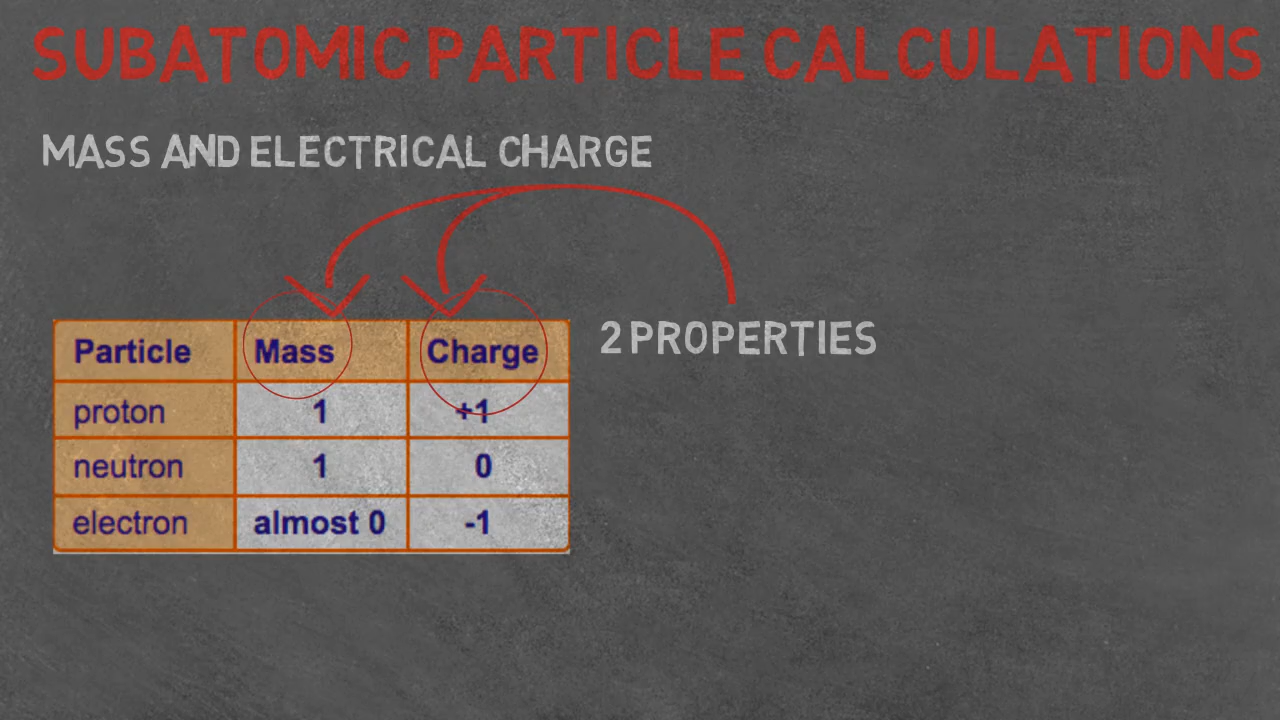 SUBATOMIC PARTICLE CALCULATIONS
MASS AND ELECTRICAL CHARGE
2 PROPERTIES
Particle Mass Charge
proton 1 +1
neutron 1 0
electron almost 0 -1